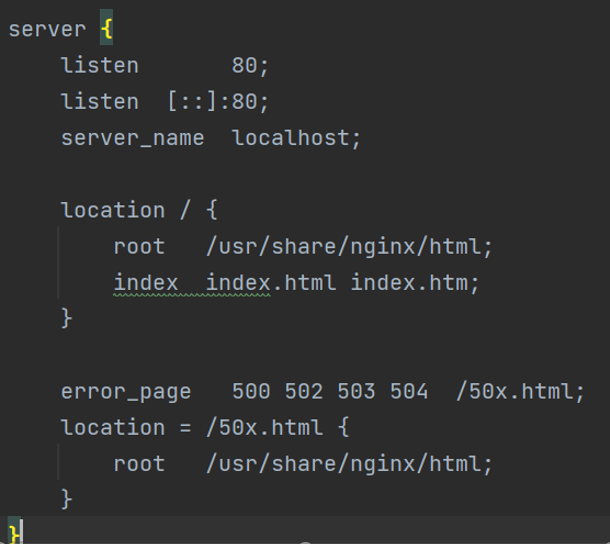 server {
    listen       80;
    listen  [::]:80;
    server_name  localhost;

    location / {
        root   /usr/share/nginx/html;
        index  index.html index.htm;
    }

    error_page   500 502 503 504  /50x.html;
    location = /50x.html {
        root   /usr/share/nginx/html;
    }
}